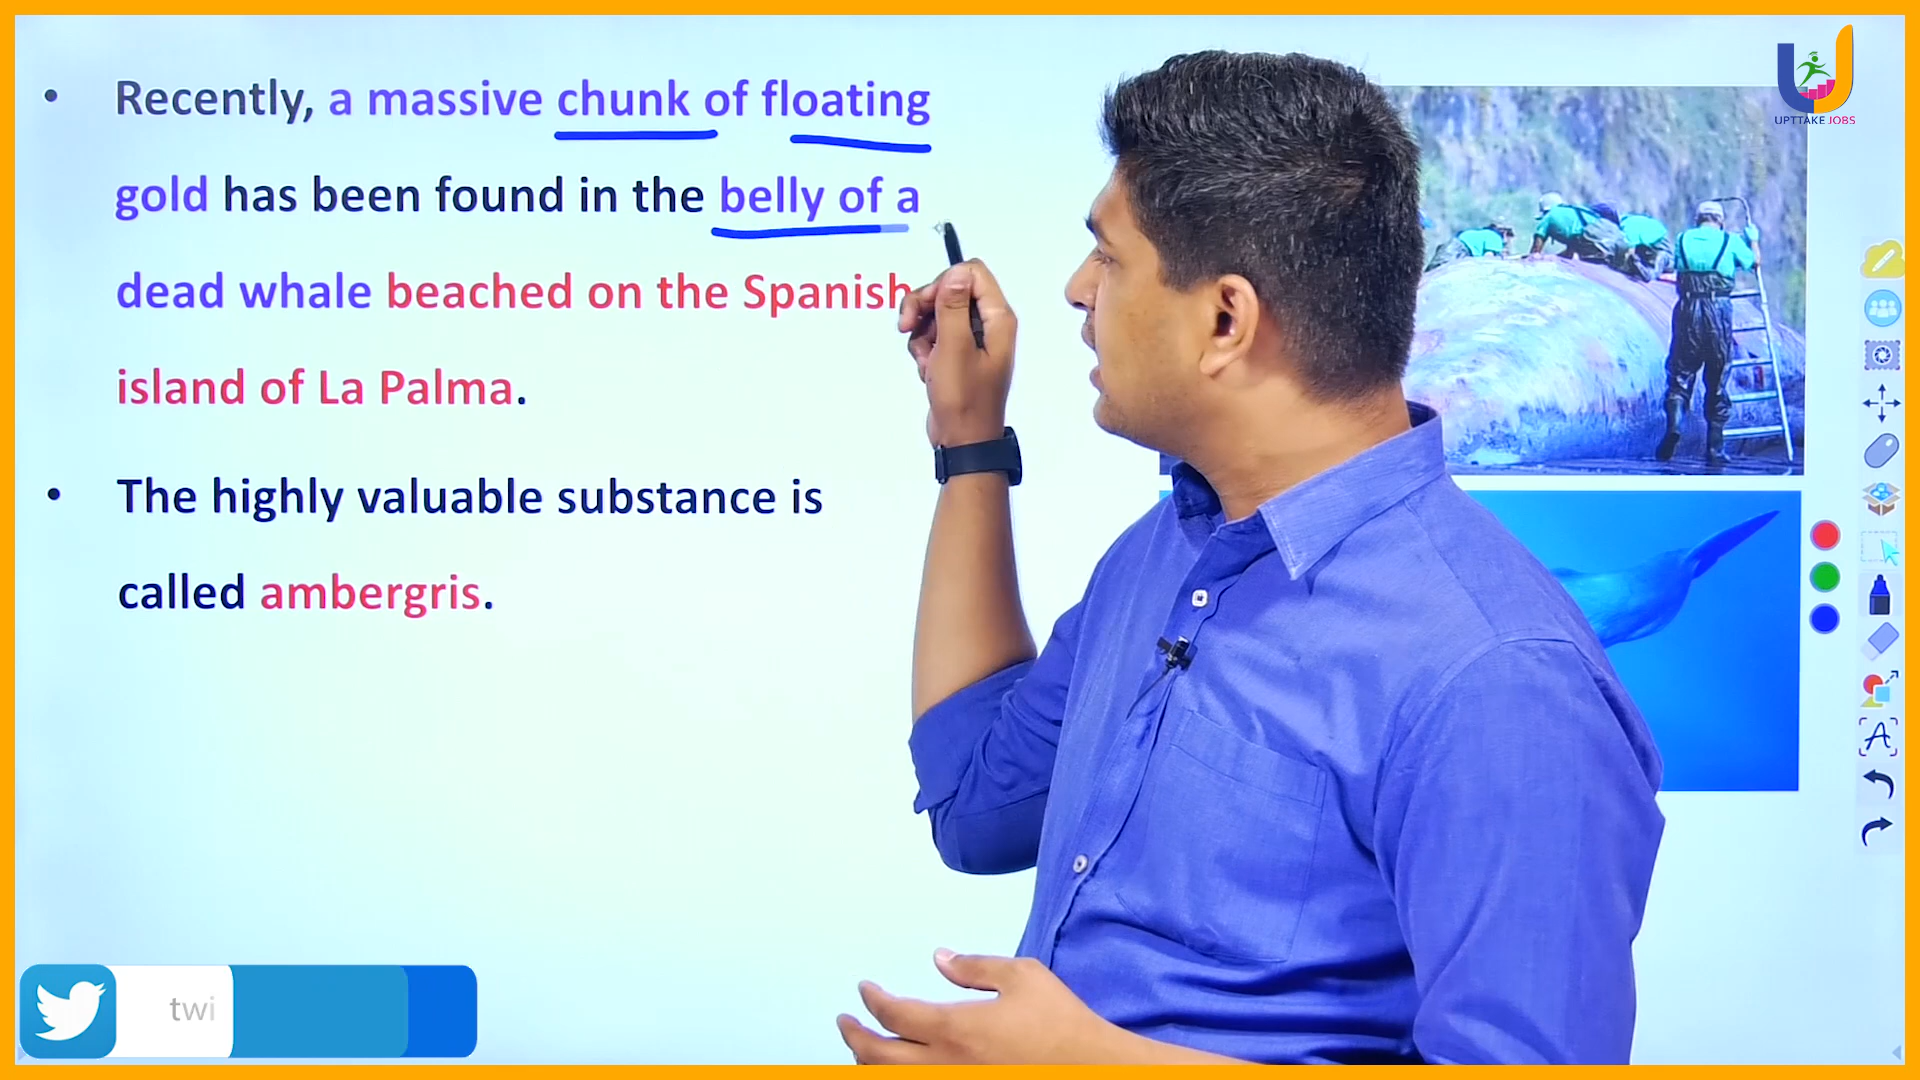 • Recently, a massive chunk of floating
gold has been found in the belly of a
dead whale beached on the Spanish
island of La Palma.
• The highly valuable substance is
called ambergris.
UPTTAKE JOBS
twi